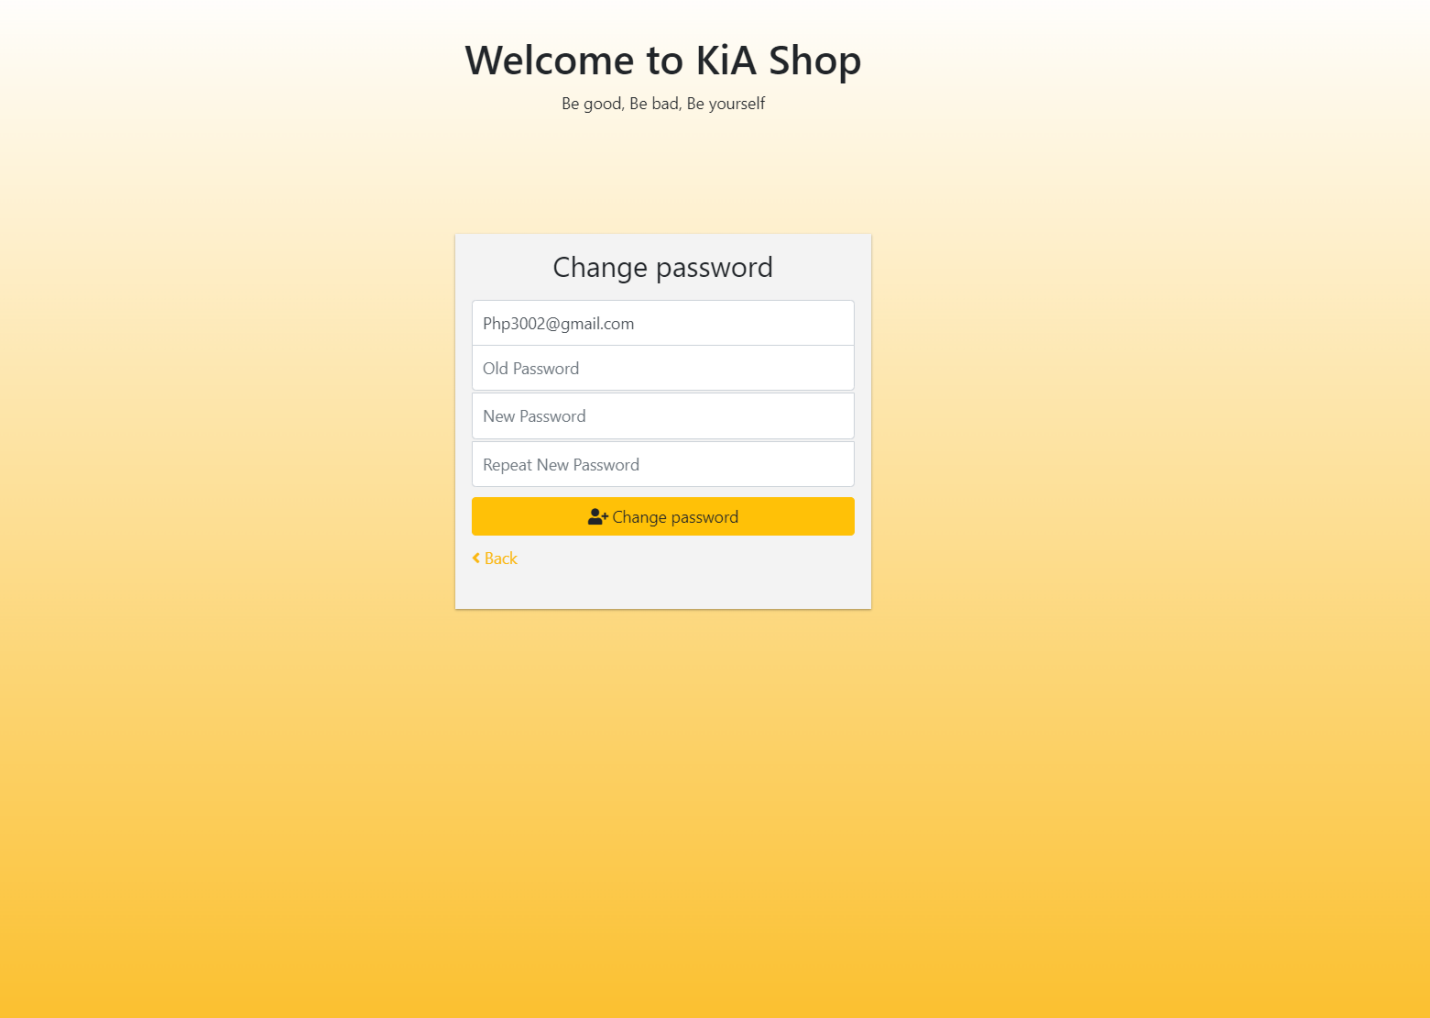 Welcome to KiA Shop
Be good, Be bad, Be yourself
Change password
Php3002@gmail.com
Old Password
New Password
Repeat New Password
Change password
Back